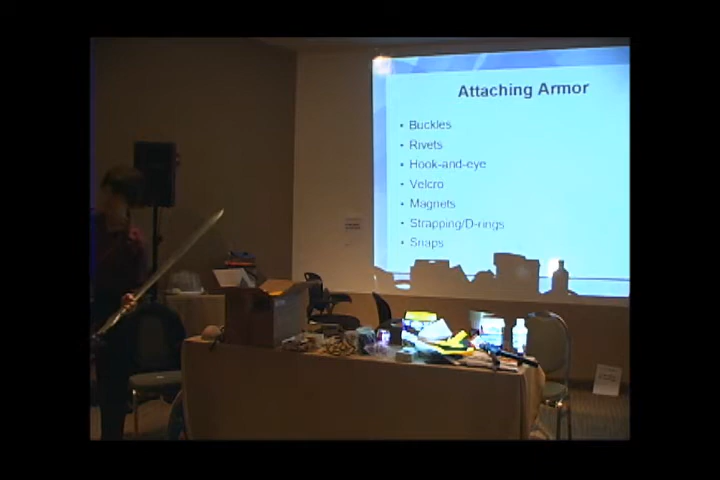 Attaching Armor
• Buckles
• Rivets
• Hook-and-eye
• Velcro
• Magnets
• Strapping/D-rings
• Snaps